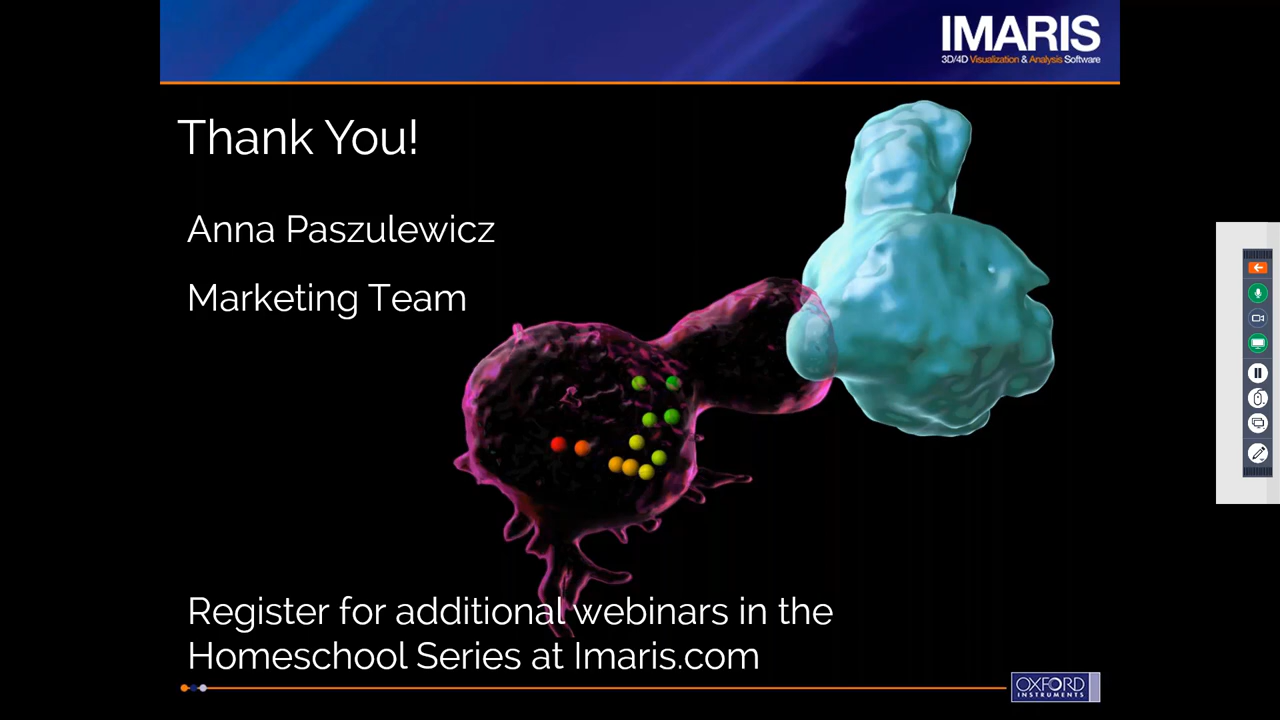 IMARIS
3D/4D Visualization & Analysis Software
Thank You!
Anna Paszulewicz
Marketing Team
Register for additional webinars in the
Homeschool Series at Imaris.com
OXFORD
INSTRUMENTS